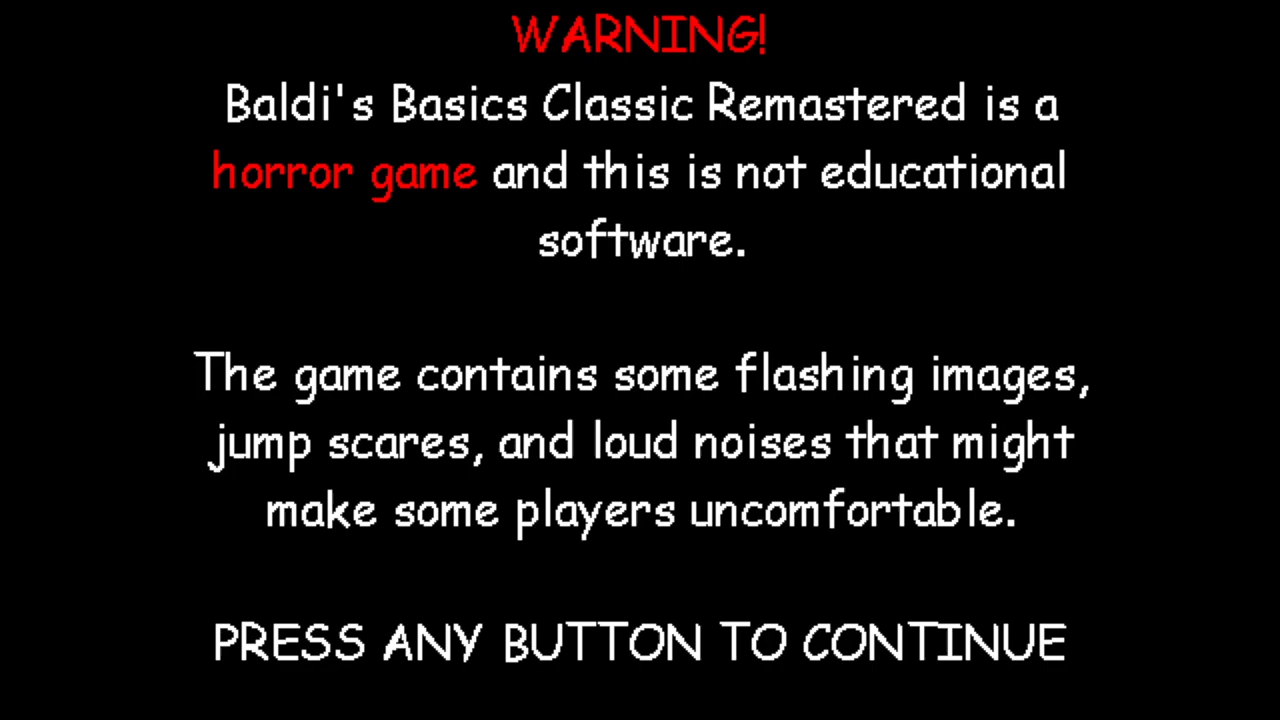 WARNING!
Baldi's Basics Classic Remastered is a
horror game and this is not educational
software.
The game contains some flashing images,
jump scares, and loud noises that might
make some players uncomfortable.
PRESS ANY BUTTON TO CONTINUE